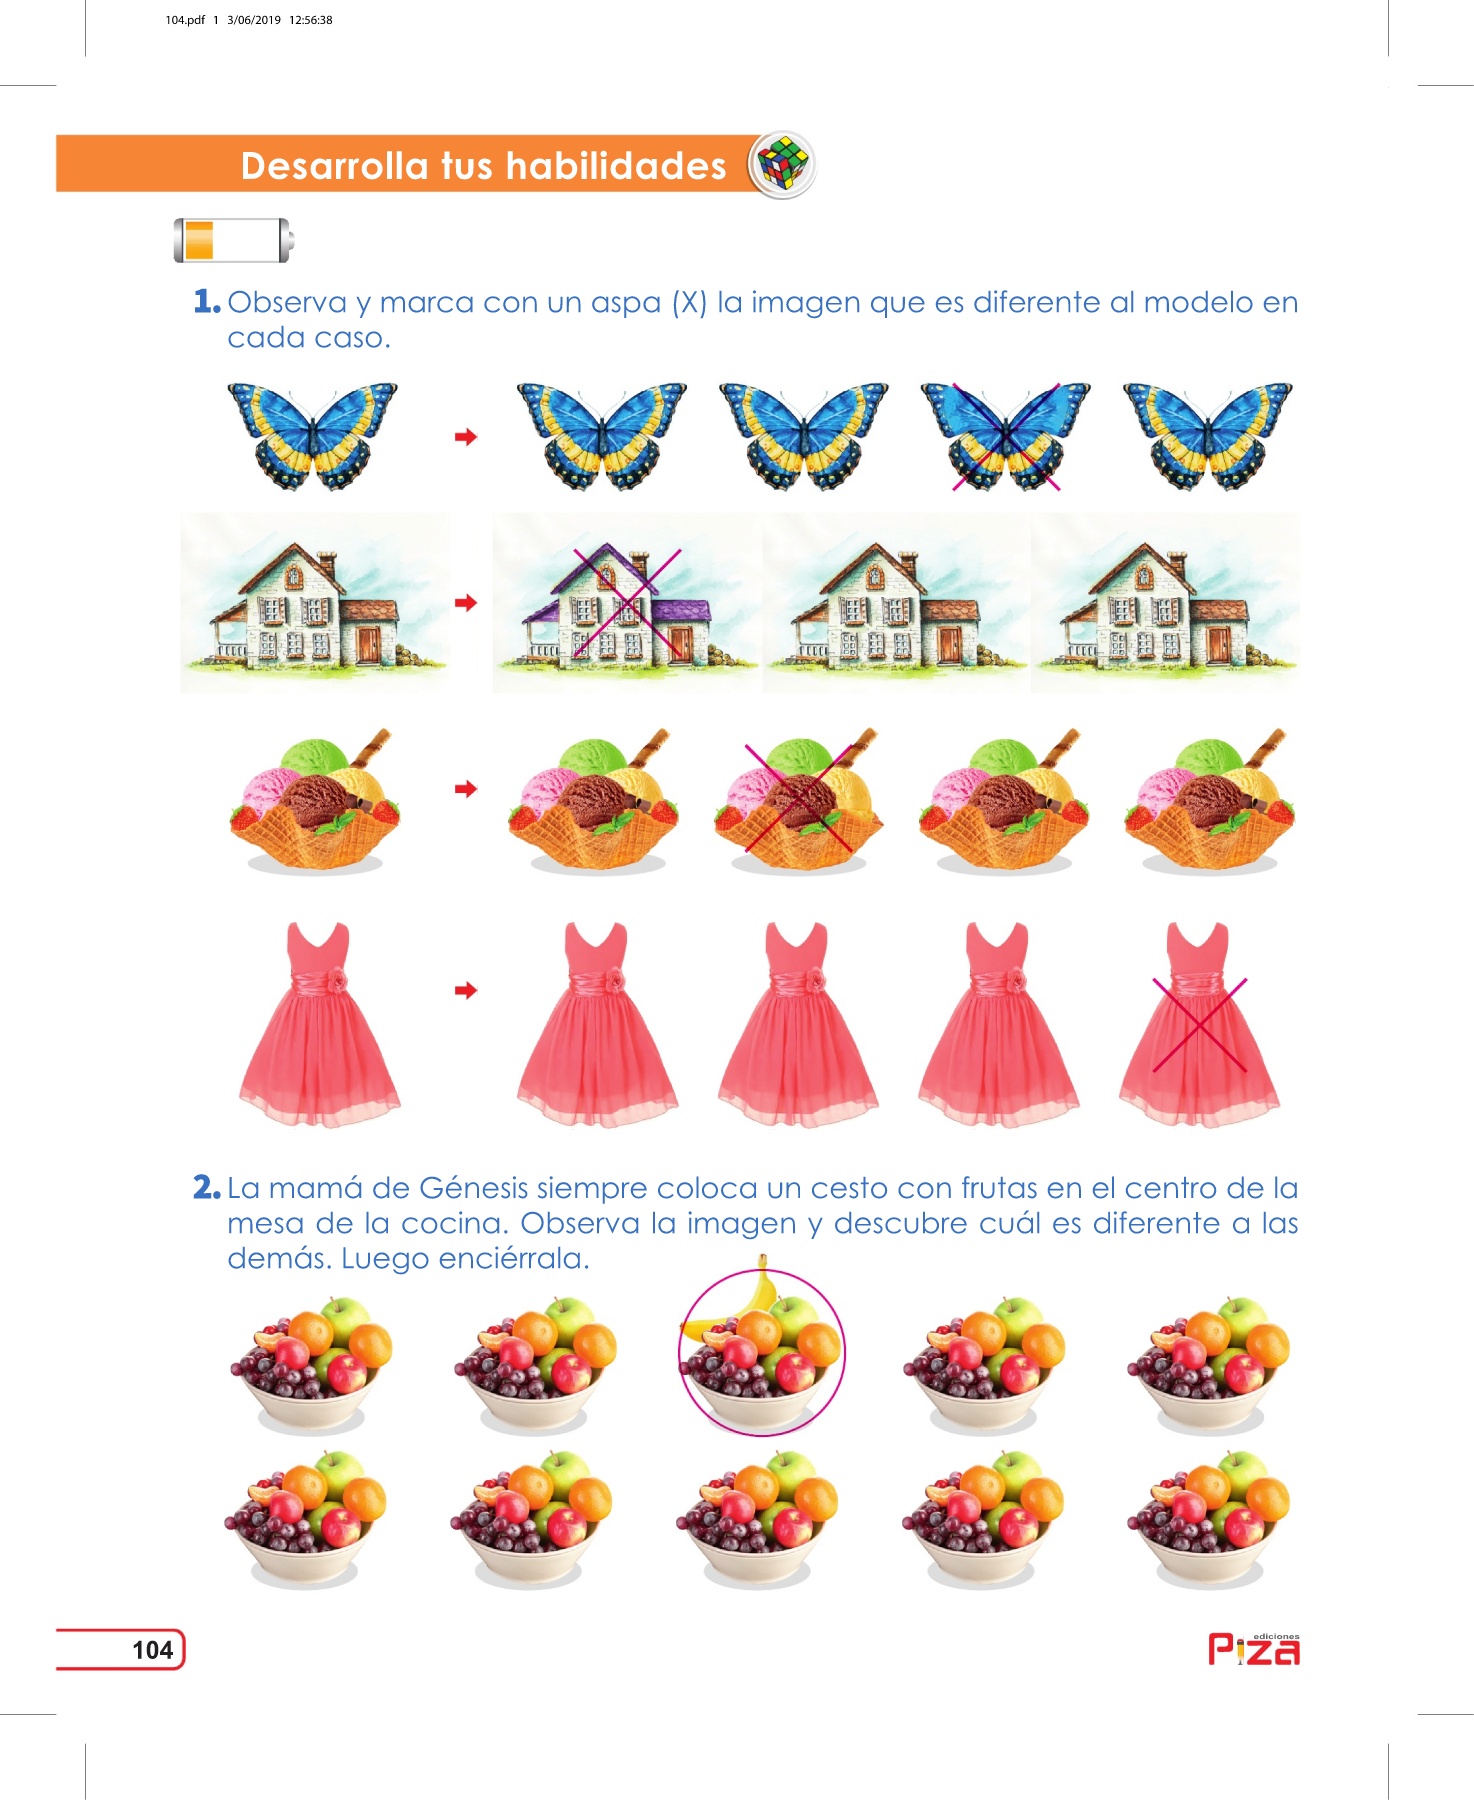 104.pdf 1 3/06/2019 12:56:38
Desarrolla tus habilidades
1. Observa y marca con un aspa (X) la imagen que es diferente al modelo en
cada caso.
2. La mamá de Génesis siempre coloca un cesto con frutas en el centro de la
mesa de la cocina. Observa la imagen y descubre cuál es diferente a las
demás. Luego enciérrala.
104
ediciones
Piza